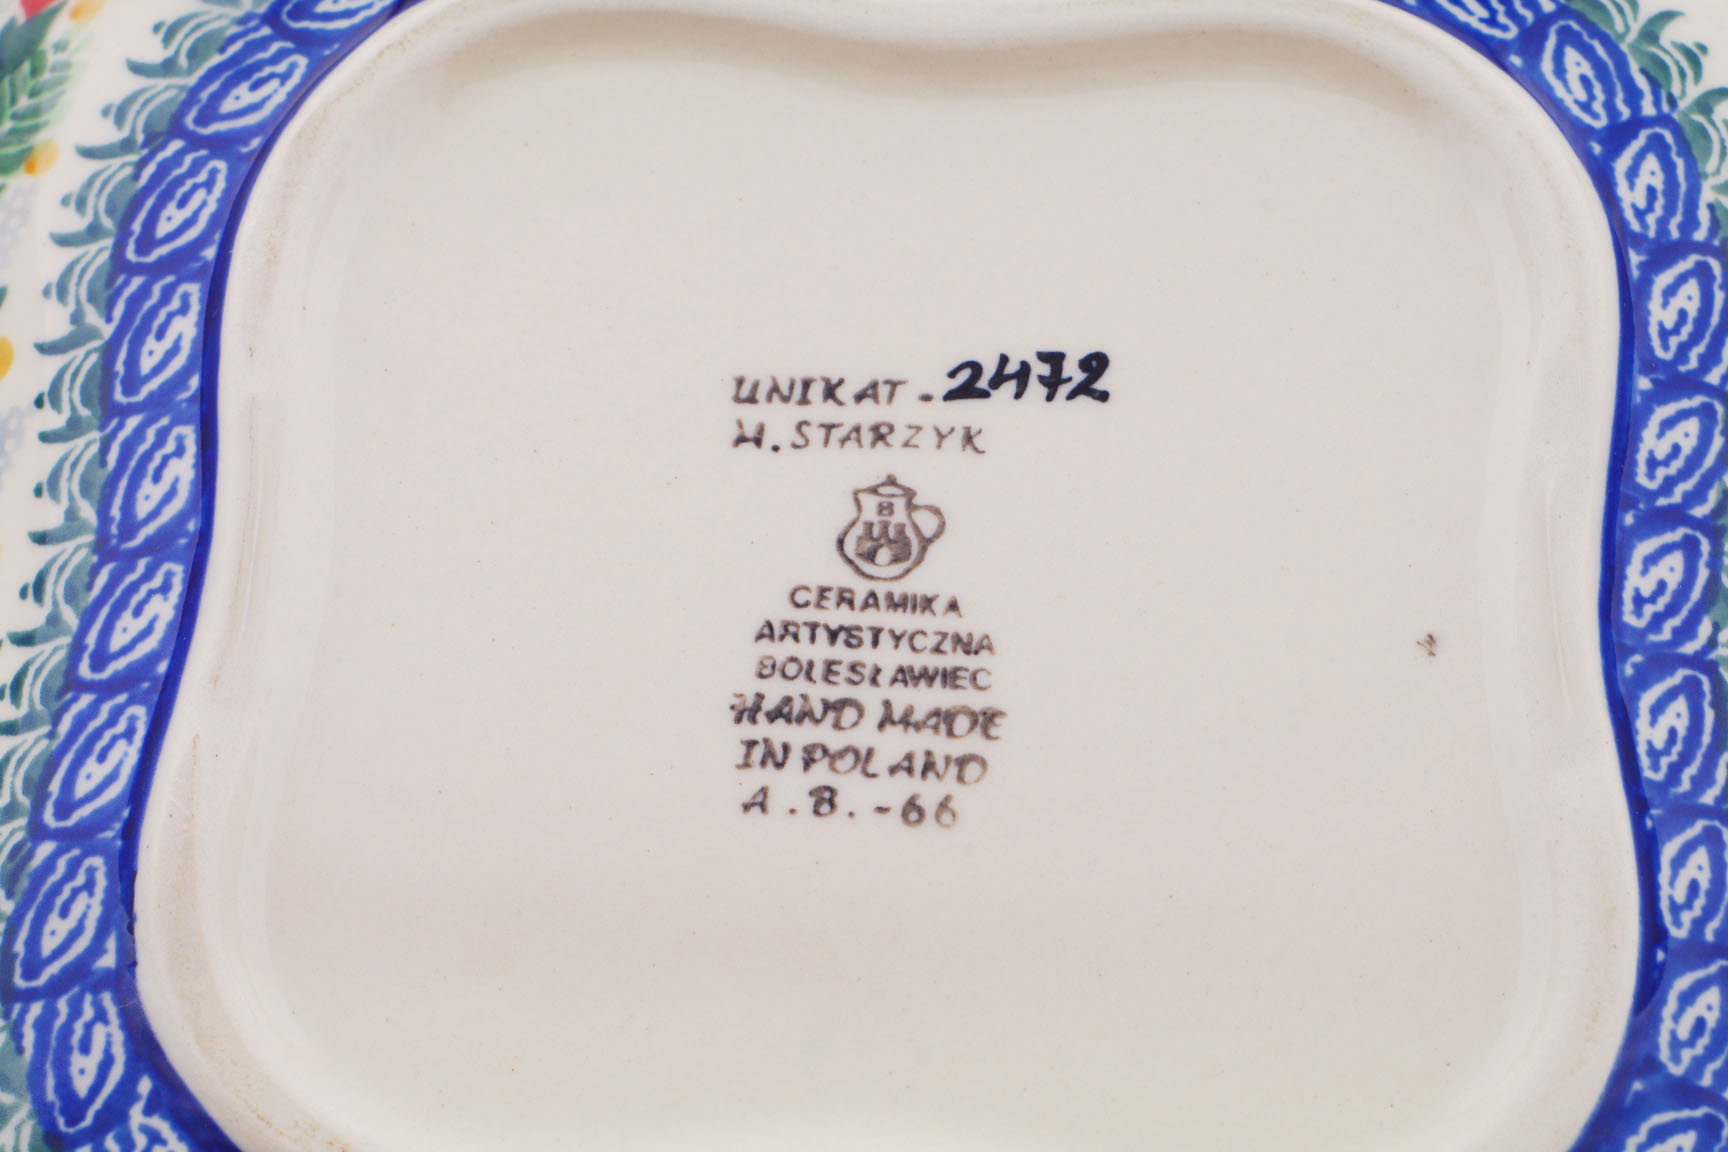 UNIKAT - 2472
W. STARZYK
B
CERAMIKA
ARTYSTYCZNA
BOLESŁAWIEC
HAND MADE
IN POLAND
A.B.-66